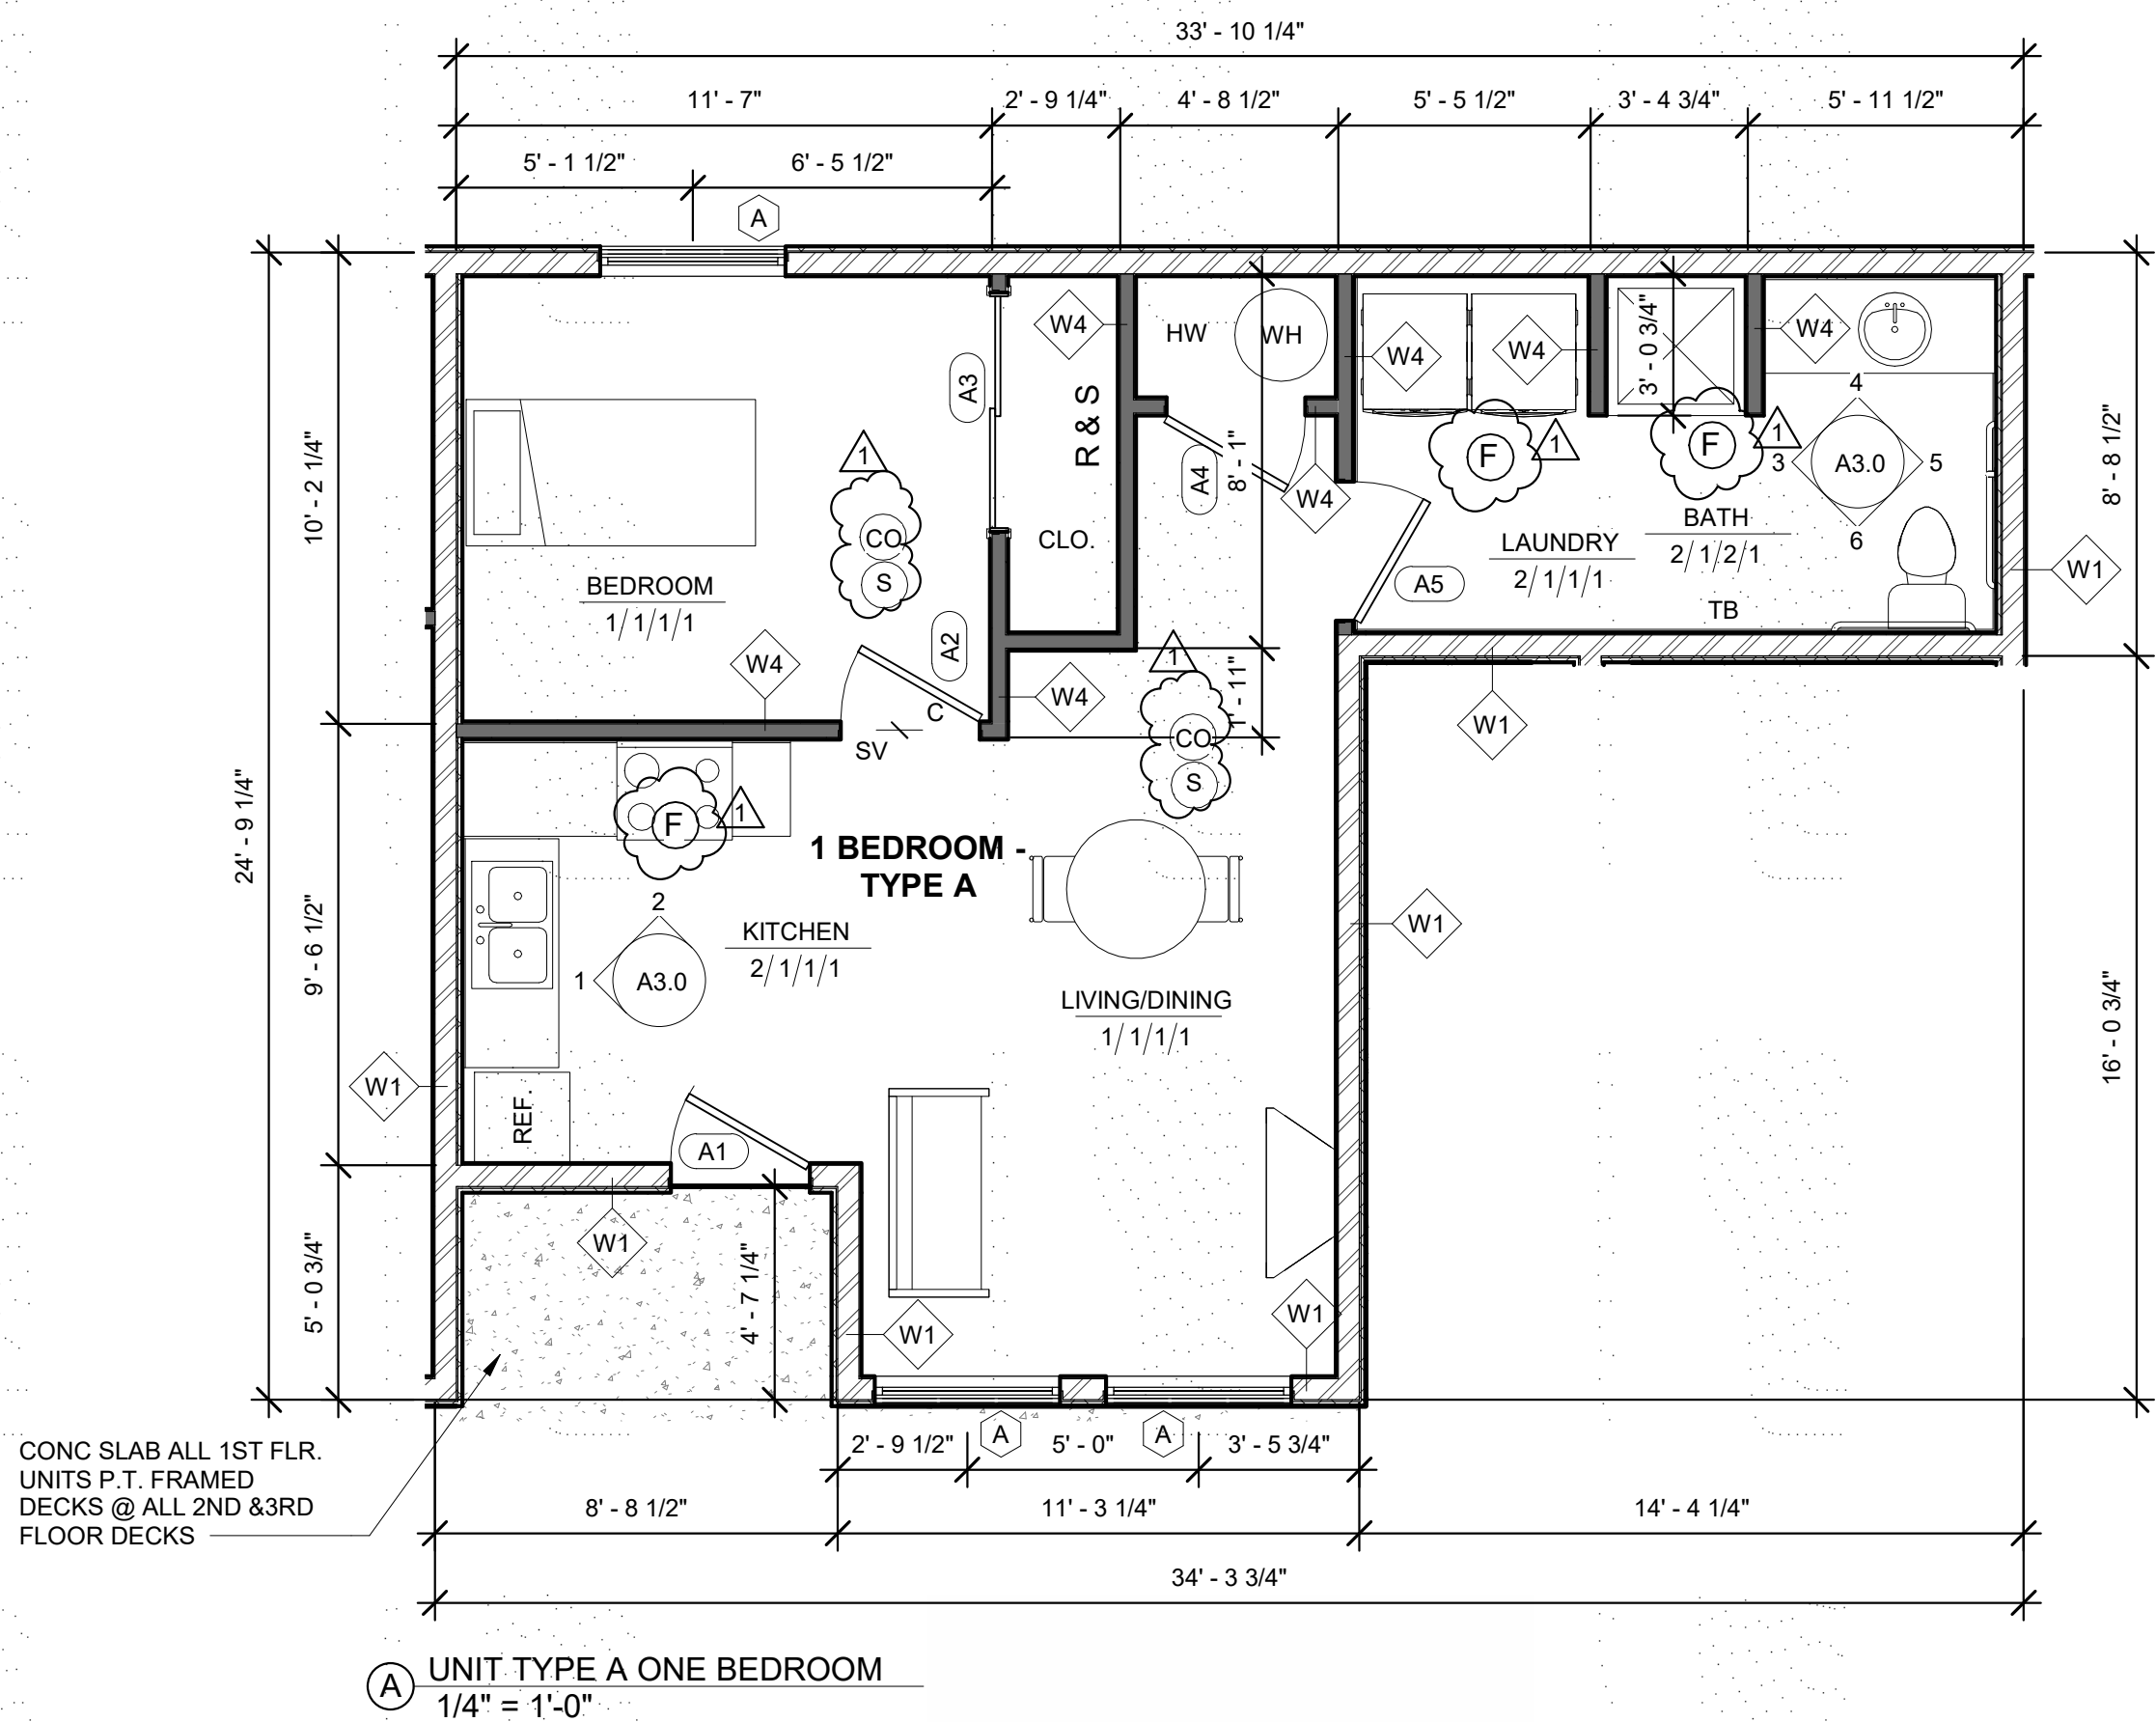 33' - 10 1/4"
11' - 7"
2' - 9 1/4"
4' - 8 1/2"
5' - 5 1/2"
3' - 4 3/4"
5' - 11 1/2"
5' - 1 1/2"
6' - 5 1/2"
A
24' - 9 1/4"
10' - 2 1/4"
9' - 6 1/2"
5' - 0 3/4"
8' - 8 1/2"
16' - 0 3/4"
W4
HW
WH
W4
W4
3' - 0 3/4"
W4
A3
R & S
CLO.
A4
8' - 1"
W4
F
1
F
1
4
3
A3.0
5
6
1
CO
S
BEDROOM
1/ 1/1/1
LAUNDRY
2/ 1/1/1
BATH
2/ 1/2/1
A5
TB
W1
W4
A2
C
SV
W4
1
1' - 11"
CO
S
W1
F
1
1 BEDROOM -
TYPE A
2
1
A3.0
KITCHEN
2/ 1/1/1
W1
LIVING/DINING
1/ 1/1/1
W1
REF.
A1
W1
4' - 7 1/4"
W1
W1
2' - 9 1/2"
A
5' - 0"
A
3' - 5 3/4"
CONC SLAB ALL 1ST FLR.
UNITS P.T. FRAMED
DECKS @ ALL 2ND &3RD
FLOOR DECKS
8' - 8 1/2"
11' - 3 1/4"
14' - 4 1/4"
34' - 3 3/4"
A
UNIT TYPE A ONE BEDROOM
1/4" = 1'-0"